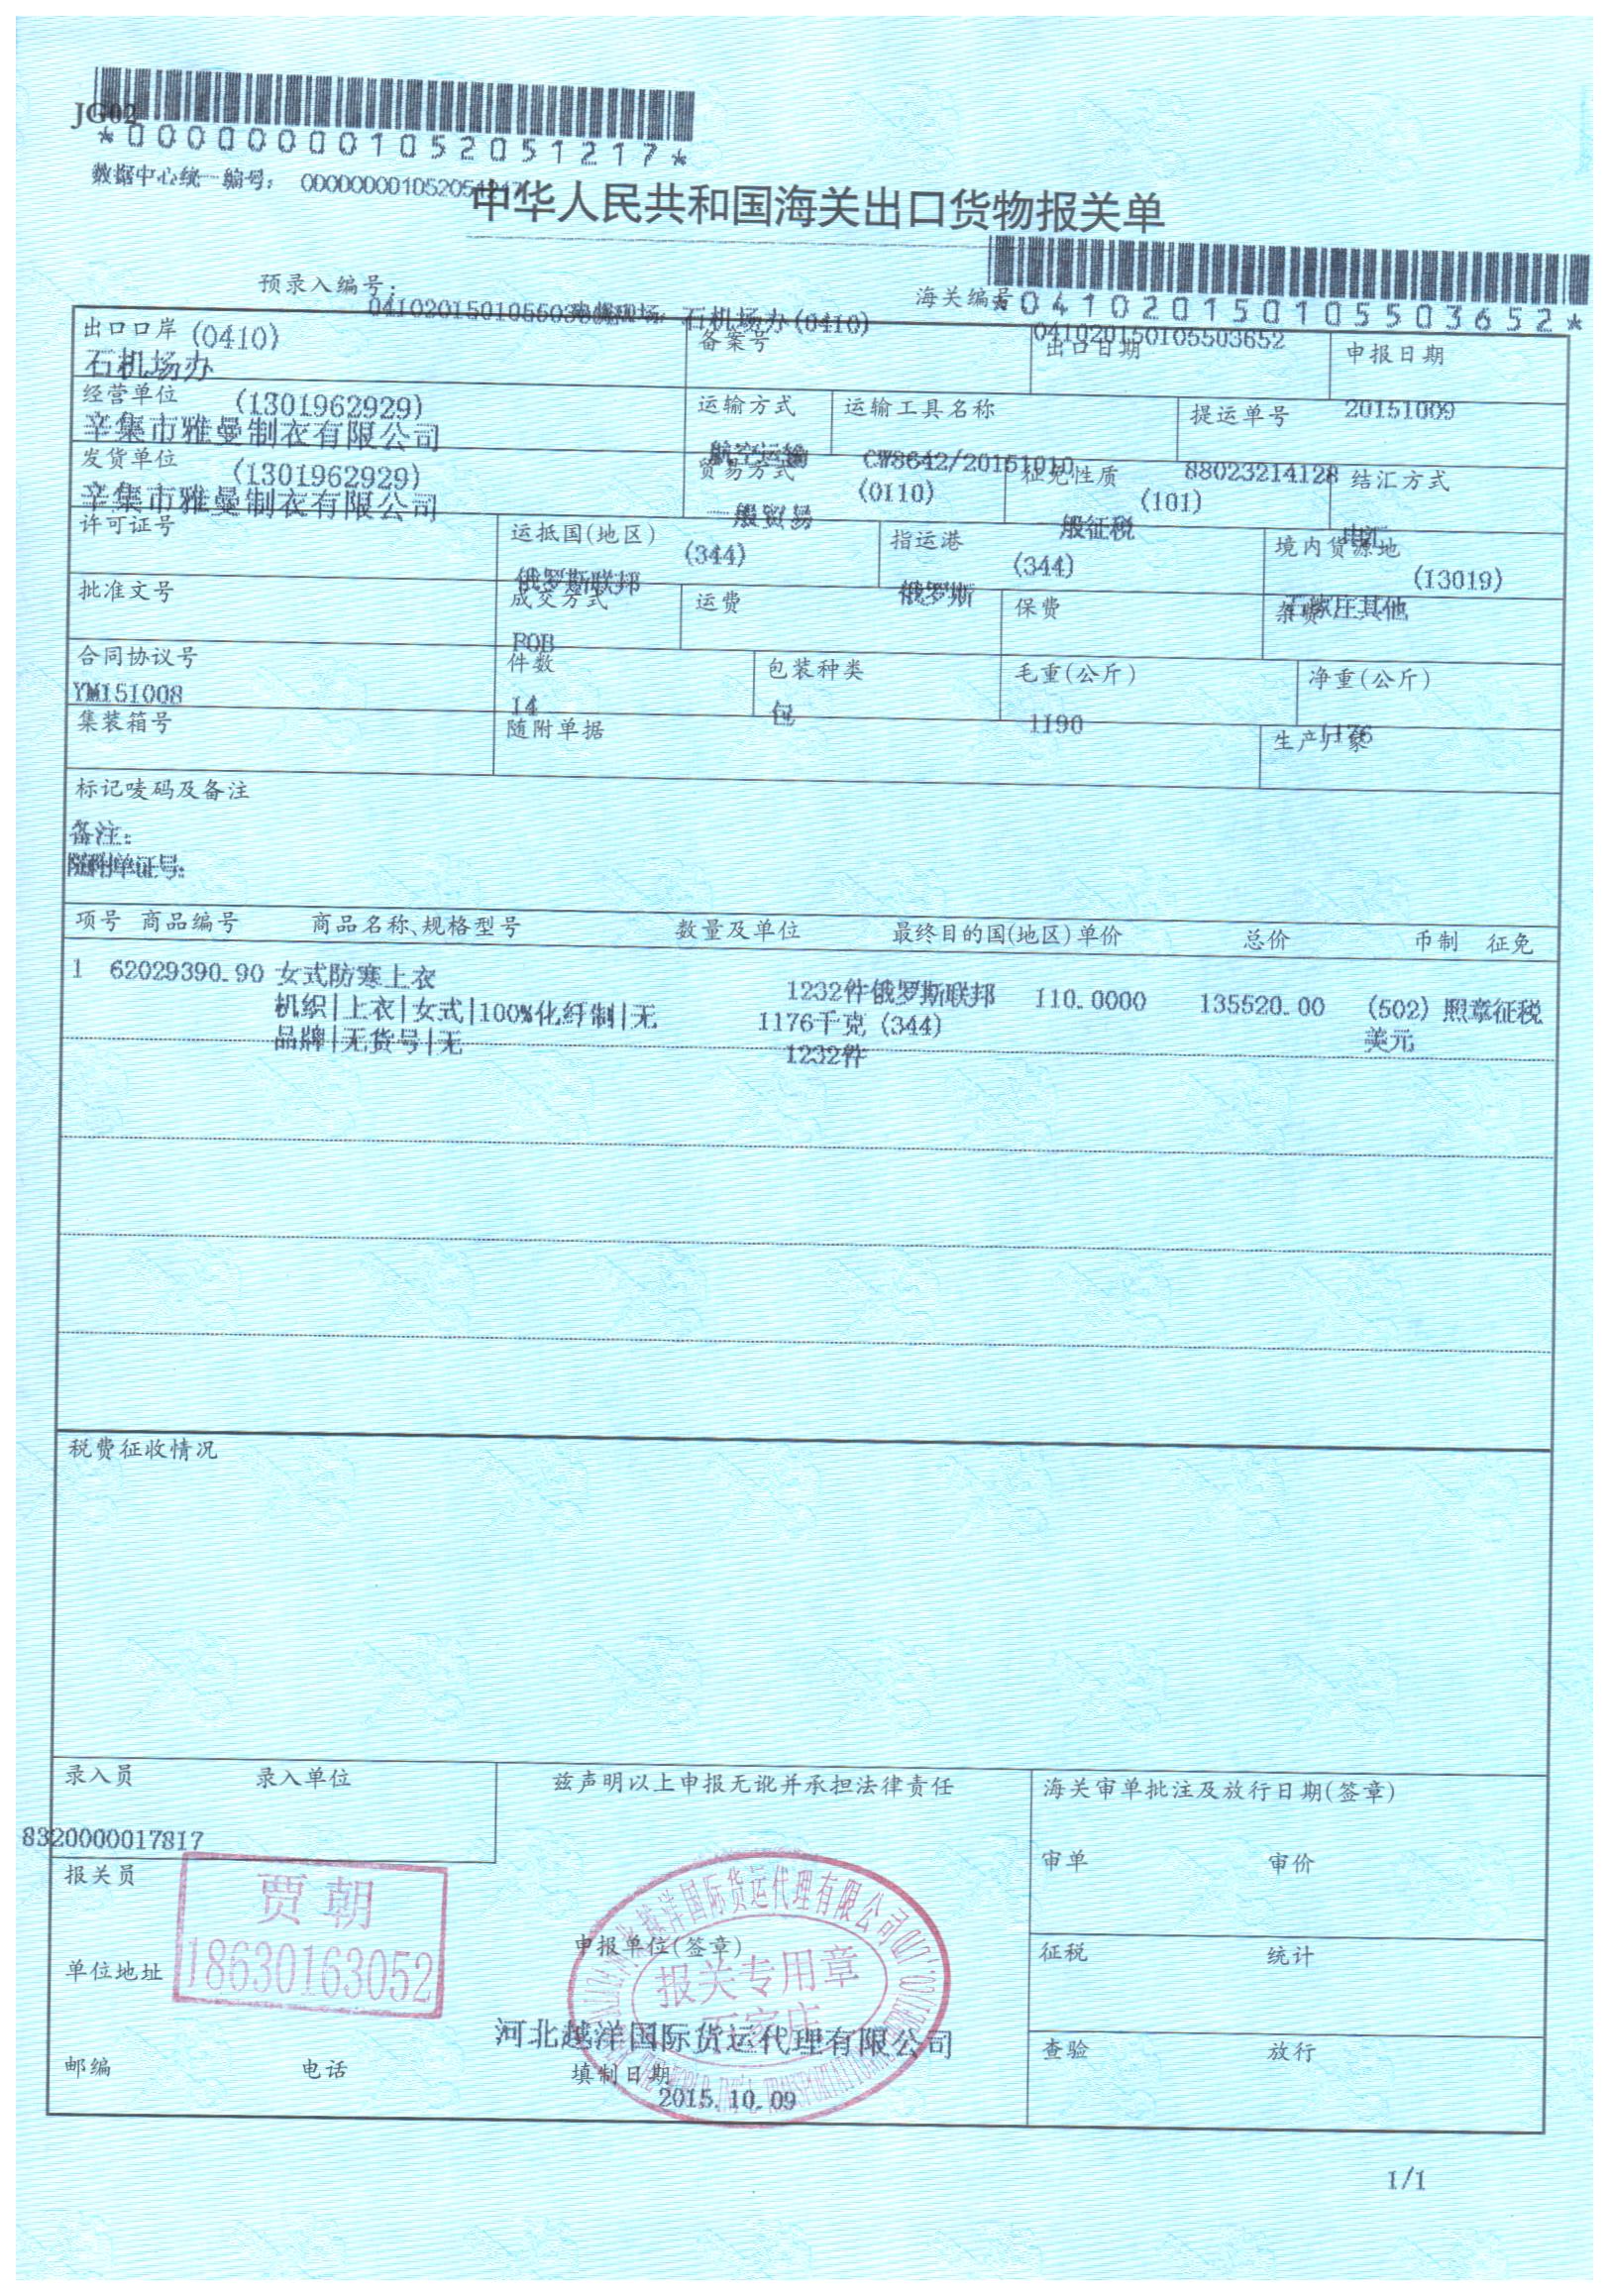 JG02
*000000001052051217*
数据中心统一编号: 000000001052051217
中华人民共和国海关出口货物报关单
预录入编号:
海关编号
*041020150105503652*
石机场办(0410)
041020150105503652
出口口岸 (0410)
石机场办
备案号
出口日期
申报日期
20151009
经营单位 (1301962929)
辛集市雅曼制衣有限公司
运输方式
航空运输
运输工具名称
CW8642/20151010
提运单号
88023214128
发货单位 (1301962929)
辛集市雅曼制衣有限公司
贸易方式 (0110)
一般贸易
征免性质 (101)
一般征税
结汇方式
电汇
许可证号
运抵国(地区) (344)
俄罗斯联邦
指运港 (344)
俄罗斯
境内货源地 (13019)
石家庄其他
批准文号
成交方式
FOB
运费
保费
杂费
合同协议号
YM151008
件数
14
包装种类
包
毛重(公斤)
1190
净重(公斤)
1176
集装箱号
随附单据
生产厂家
标记唛码及备注
备注:
随附单证号:
项号 商品编号 商品名称、规格型号 数量及单位 最终目的国(地区)单价 总价 币制 征免
1 62029390.90 女式防寒上衣
1232件俄罗斯联邦 110.0000 135520.00 (502) 照章征税
机织|上衣|女式|100%化纤制|无
1176千克 (344) 美元
品牌|无货号|无
1232件
税费征收情况
录入员 录入单位
8320000017817
兹声明以上申报无讹并承担法律责任
海关审单批注及放行日期(签章)
报关员
贾朝
18630163052
审单 审价
申报单位(签章)
报关专用章
石家庄
征税 统计
单位地址
河北越洋国际货运代理有限公司
查验 放行
邮编 电话
填制日期
2015.10.09
1/1